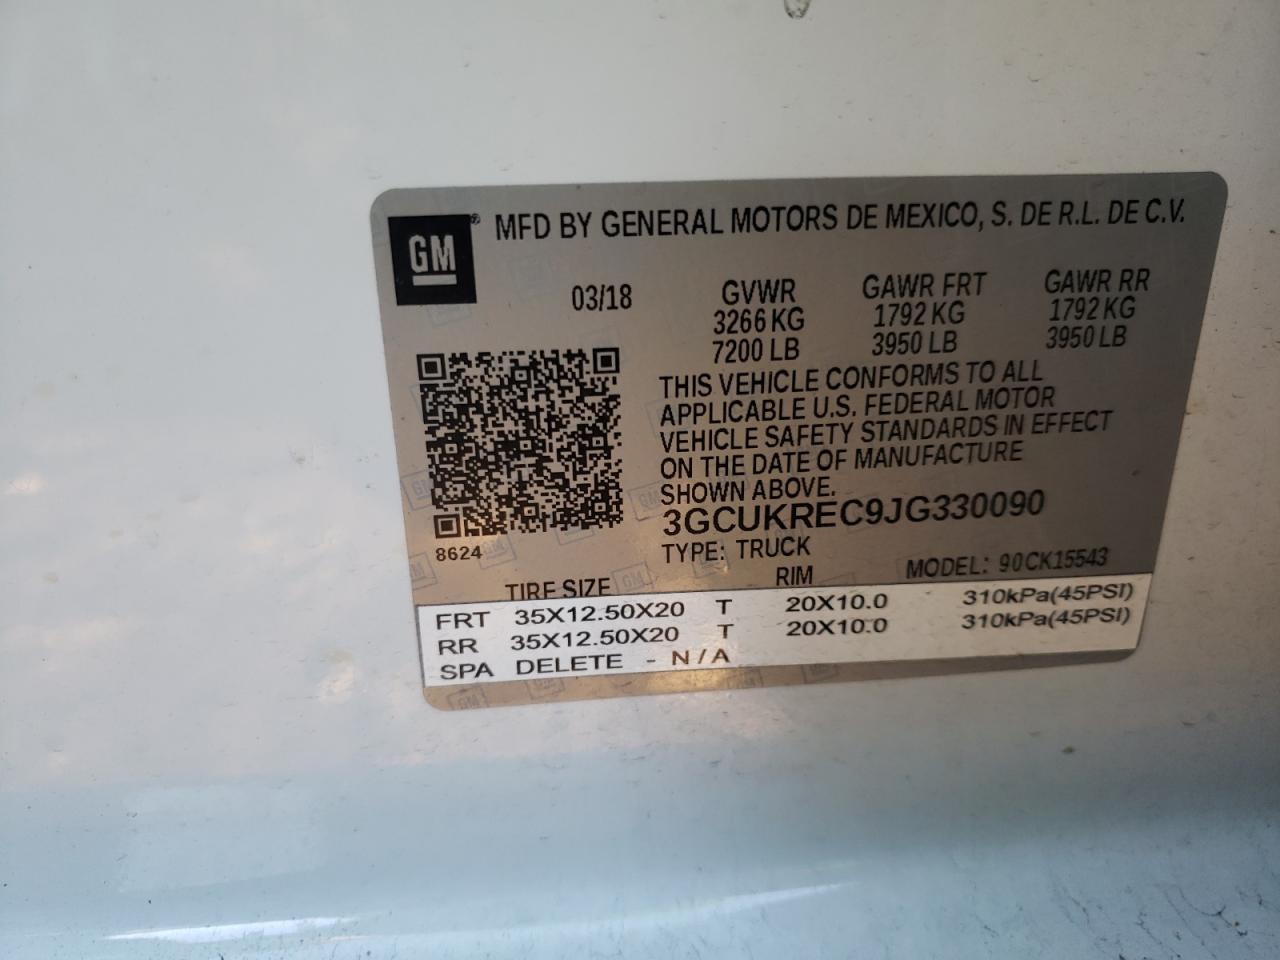 GM® MFD BY GENERAL MOTORS DE MEXICO, S. DE R.L. DE C.V.
03/18 GVWR GAWR FRT GAWR RR
3266 KG 1792 KG 1792 KG
7200 LB 3950 LB 3950 LB
THIS VEHICLE CONFORMS TO ALL
APPLICABLE U.S. FEDERAL MOTOR
VEHICLE SAFETY STANDARDS IN EFFECT
ON THE DATE OF MANUFACTURE
SHOWN ABOVE.
3GCUKREC9JG330090
8624 TYPE: TRUCK MODEL: 90CK15543
TIRE SIZE RIM
FRT 35X12.50X20 T 20X10.0 310kPa(45PSI)
RR 35X12.50X20 T 20X10.0 310kPa(45PSI)
SPA DELETE - N/A